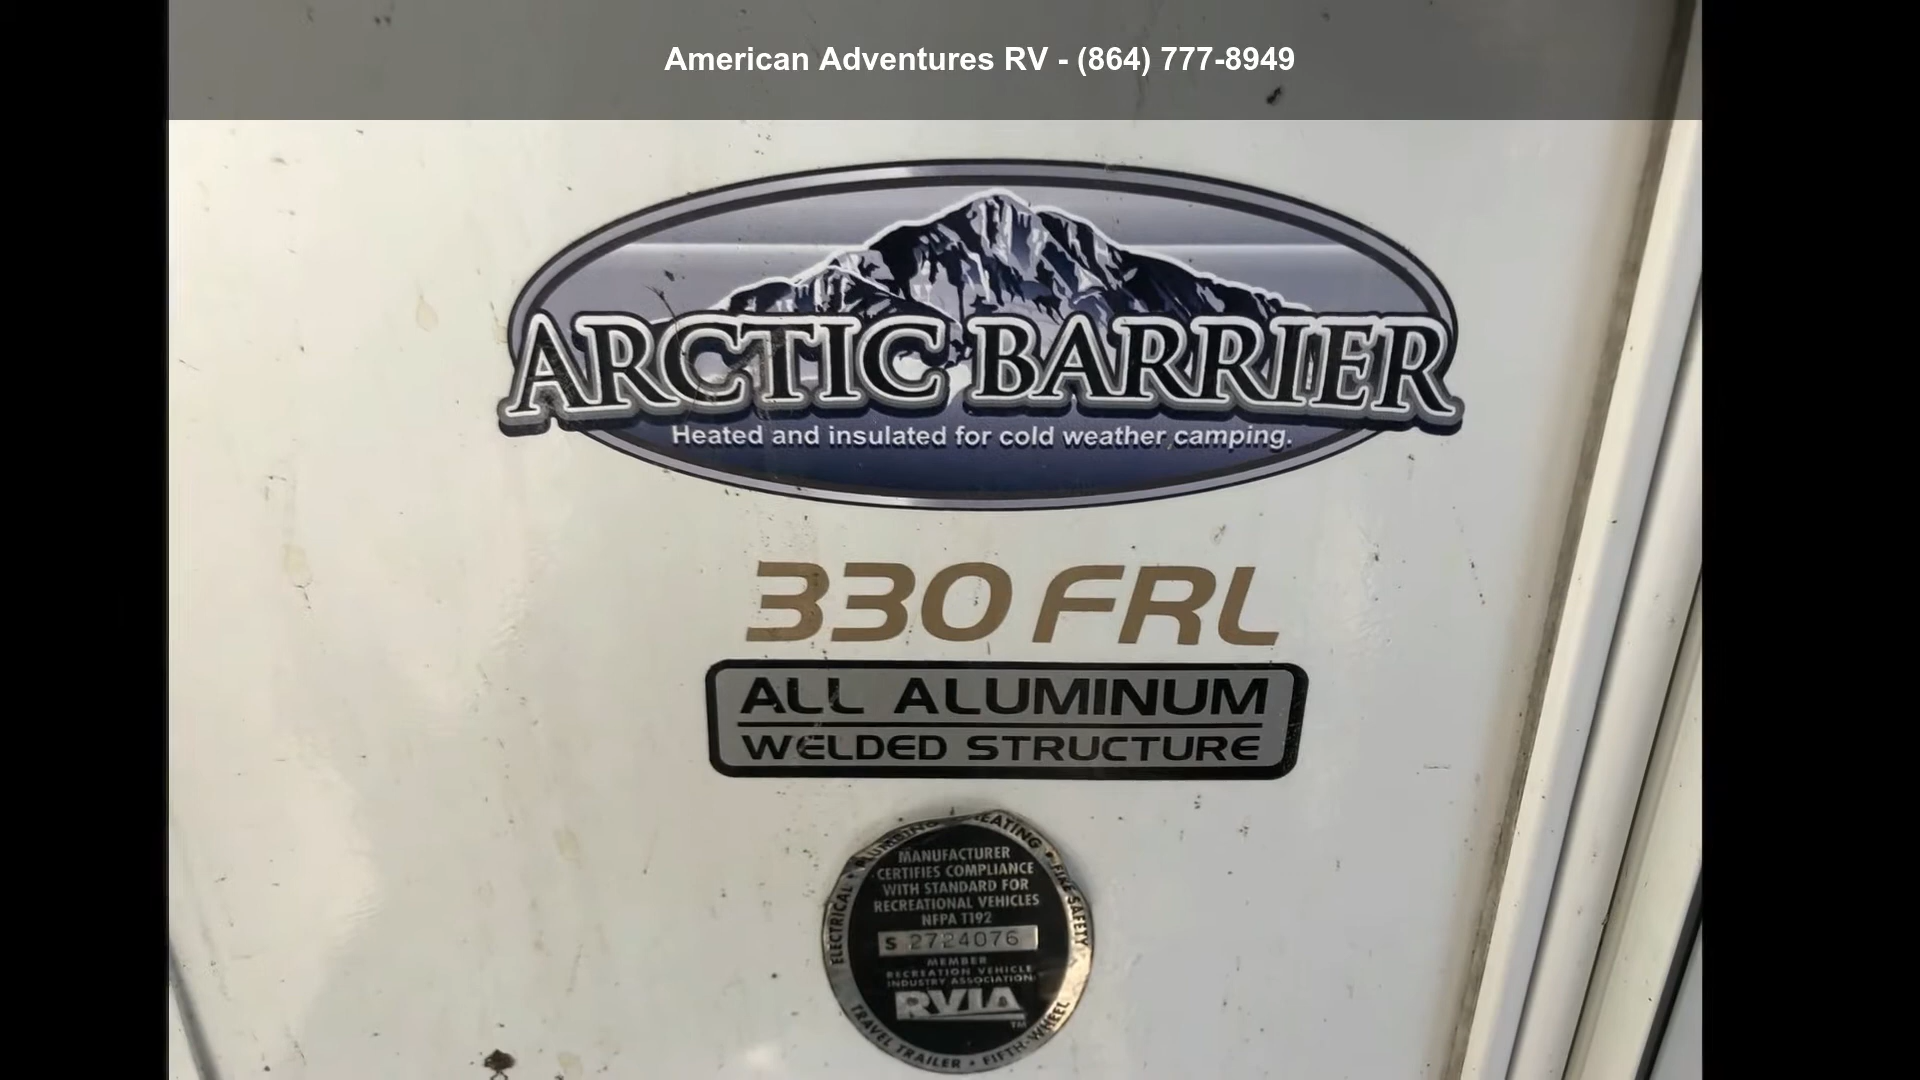 American Adventures RV - (864) 777-8949
ARCTIC BARRIER
Heated and insulated for cold weather camping.
330 FRL
ALL ALUMINUM
WELDED STRUCTURE
ELECTRICAL • PLUMBING • HEATING • FIRE SAFETY
MANUFACTURER
CERTIFIES COMPLIANCE
WITH STANDARD FOR
RECREATIONAL VEHICLES
NFPA 1192
S 2724076
MEMBER
RECREATION VEHICLE
INDUSTRY ASSOCIATION
RVIA
TM
TRAVEL TRAILER • FIFTH-WHEEL